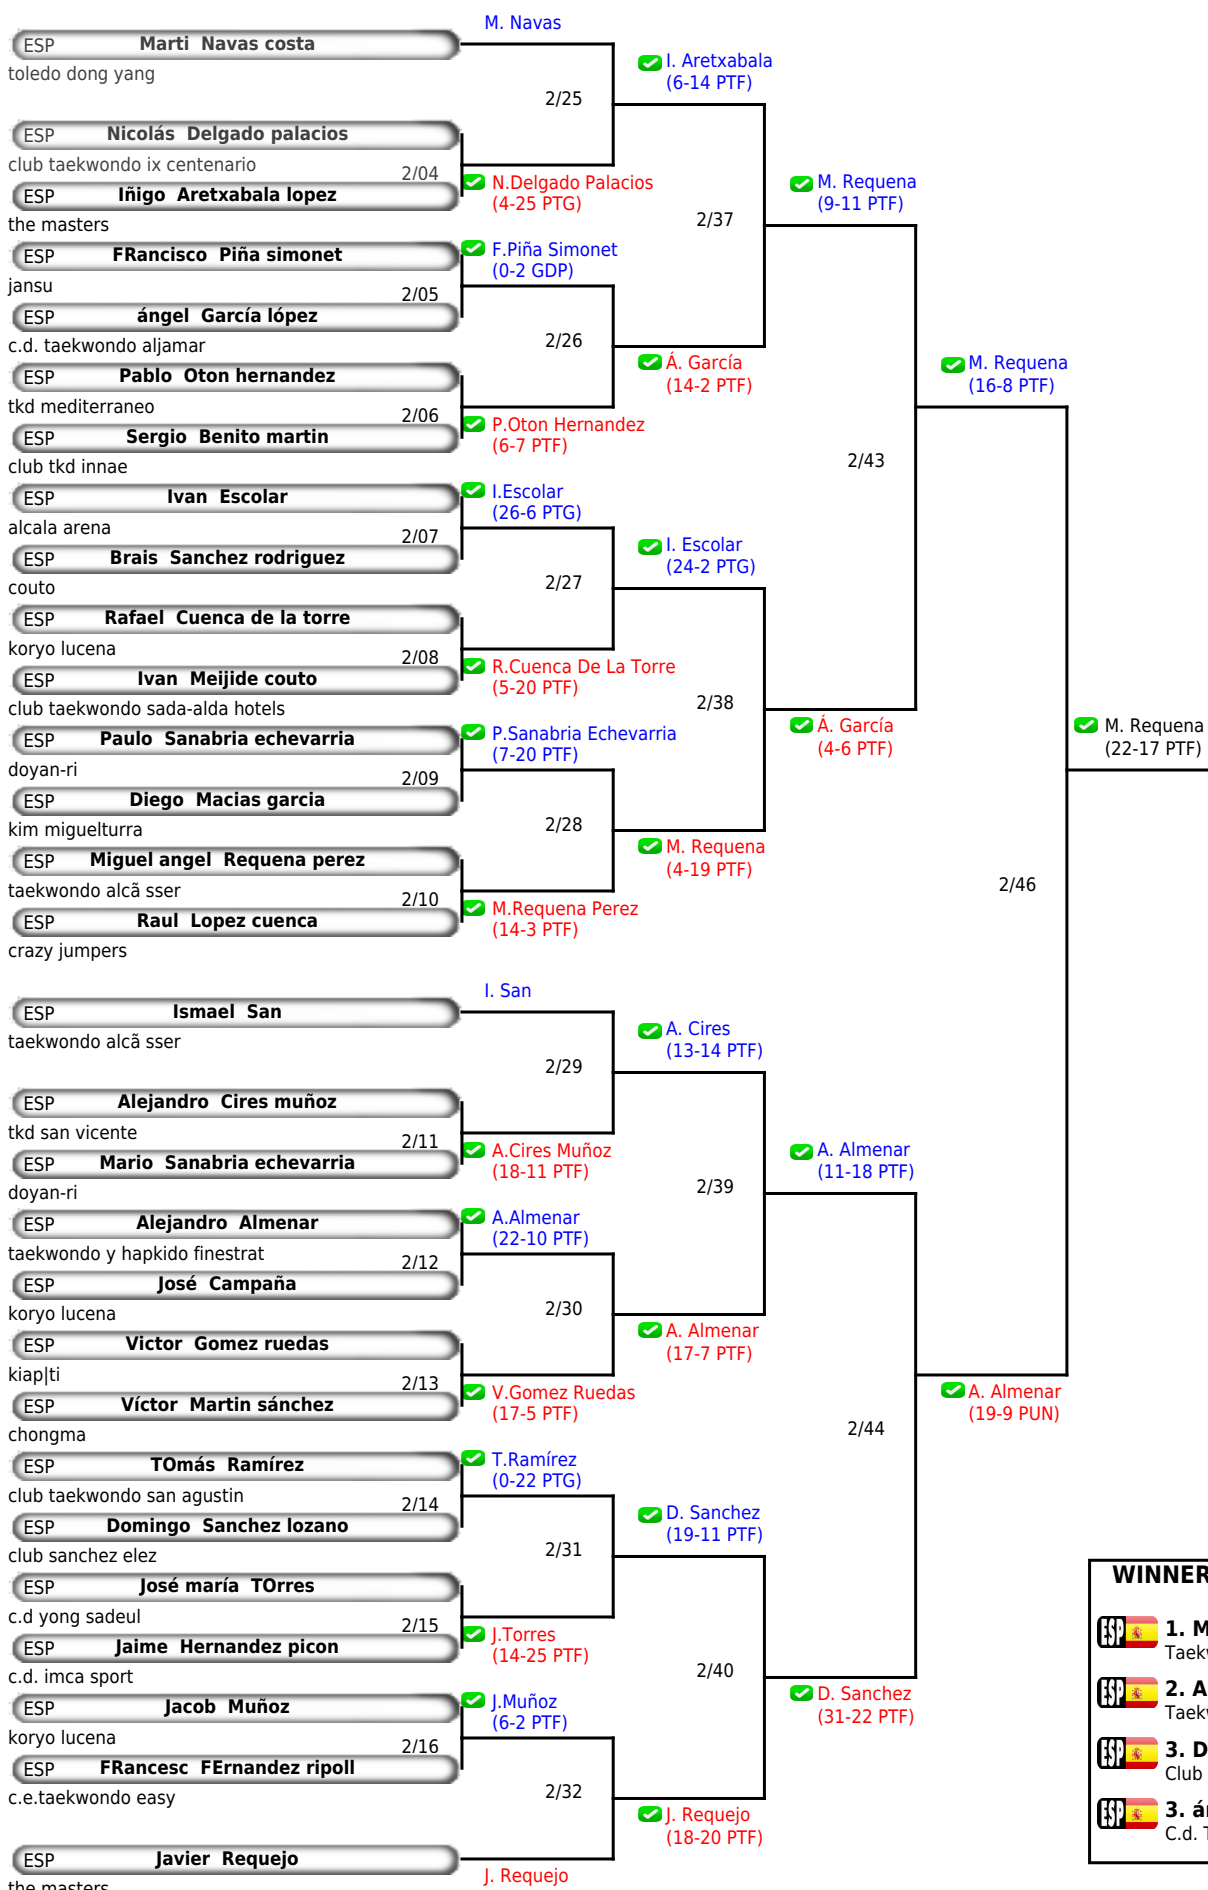 M. Navas
ESP Marti Navas costa
toledo dong yang
I. Aretxabala
(6-14 PTF)
2/25
ESP Nicolás Delgado palacios
club taekwondo ix centenario
2/04
ESP Iñigo Aretxabala lopez
the masters
N.Delgado Palacios
(4-25 PTG)
M. Requena
(9-11 PTF)
2/37
ESP FRancisco Piña simonet
jansu
F.Piña Simonet
(0-2 GDP)
2/05
ESP ángel García lópez
c.d. taekwondo aljamar
2/26
Á. García
(14-2 PTF)
M. Requena
(16-8 PTF)
ESP Pablo Oton hernandez
tkd mediterraneo
2/06
ESP Sergio Benito martin
club tkd innae
P.Oton Hernandez
(6-7 PTF)
2/43
ESP Ivan Escolar
alcala arena
I.Escolar
(26-6 PTG)
2/07
ESP Brais Sanchez rodriguez
couto
I. Escolar
(24-2 PTG)
2/27
ESP Rafael Cuenca de la torre
koryo lucena
2/08
ESP Ivan Meijide couto
club taekwondo sada-alda hotels
R.Cuenca De La Torre
(5-20 PTF)
2/38
ESP Paulo Sanabria echevarria
doyan-ri
P.Sanabria Echevarria
(7-20 PTF)
Á. García
(4-6 PTF)
M. Requena
(22-17 PTF)
2/09
ESP Diego Macias garcia
kim miguelturra
2/28
M. Requena
(4-19 PTF)
ESP Miguel angel Requena perez
taekwondo alcã sser
2/10
2/46
ESP Raul Lopez cuenca
crazy jumpers
M.Requena Perez
(14-3 PTF)
I. San
ESP Ismael San
taekwondo alcã sser
A. Cires
(13-14 PTF)
2/29
ESP Alejandro Cires muñoz
tkd san vicente
2/11
ESP Mario Sanabria echevarria
doyan-ri
A.Cires Muñoz
(18-11 PTF)
A. Almenar
(11-18 PTF)
2/39
ESP Alejandro Almenar
taekwondo y hapkido finestrat
A.Almenar
(22-10 PTF)
2/12
ESP José Campaña
koryo lucena
2/30
A. Almenar
(17-7 PTF)
ESP Victor Gomez ruedas
kiap|ti
2/13
ESP Víctor Martin sánchez
chongma
V.Gomez Ruedas
(17-5 PTF)
A. Almenar
(19-9 PUN)
2/44
ESP TOmás Ramírez
club taekwondo san agustin
T.Ramírez
(0-22 PTG)
2/14
ESP Domingo Sanchez lozano
club sanchez elez
D. Sanchez
(19-11 PTF)
2/31
ESP José maría TOrres
c.d yong sadeul
2/15
ESP Jaime Hernandez picon
c.d. imca sport
J.Torres
(14-25 PTF)
2/40
ESP Jacob Muñoz
koryo lucena
J.Muñoz
(6-2 PTF)
D. Sanchez
(31-22 PTF)
2/16
ESP FRancesc FErnandez ripoll
c.e.taekwondo easy
2/32
J. Requejo
(18-20 PTF)
ESP Javier Requejo
J. Requejo
the masters
WINNER
ESP 1. M
Taekw
ESP 2. A
Taekw
ESP 3. D
Club
ESP 3. án
C.d. T